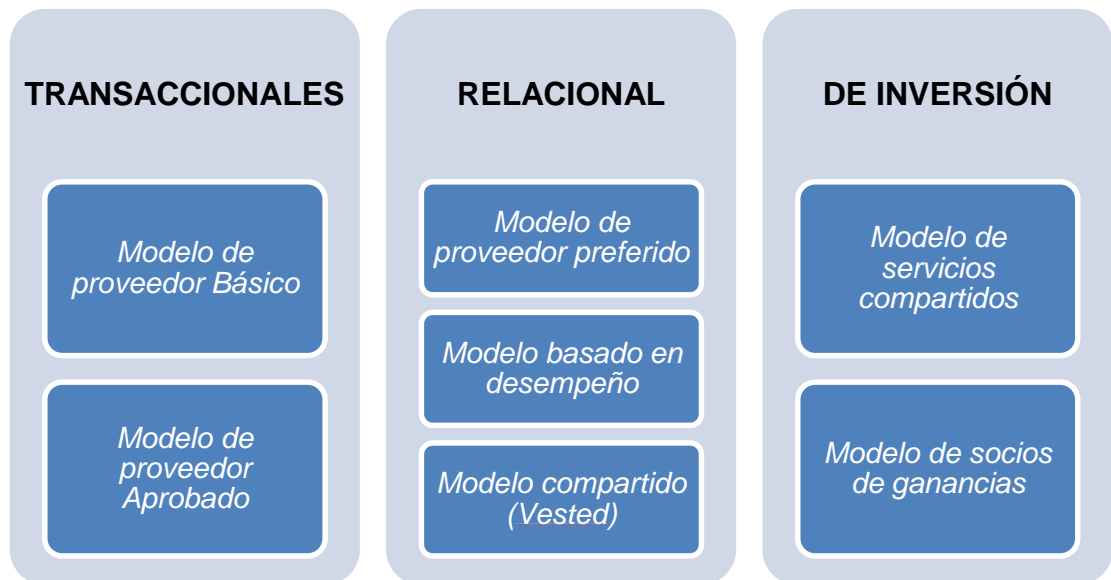 TRANSACCIONALES
Modelo de
proveedor Básico
Modelo de
proveedor
Aprobado
RELACIONAL
Modelo de
proveedor preferido
Modelo basado en
desempeño
Modelo compartido
(Vested)
DE INVERSIÓN
Modelo de
servicios
compartidos
Modelo de socios
de ganancias